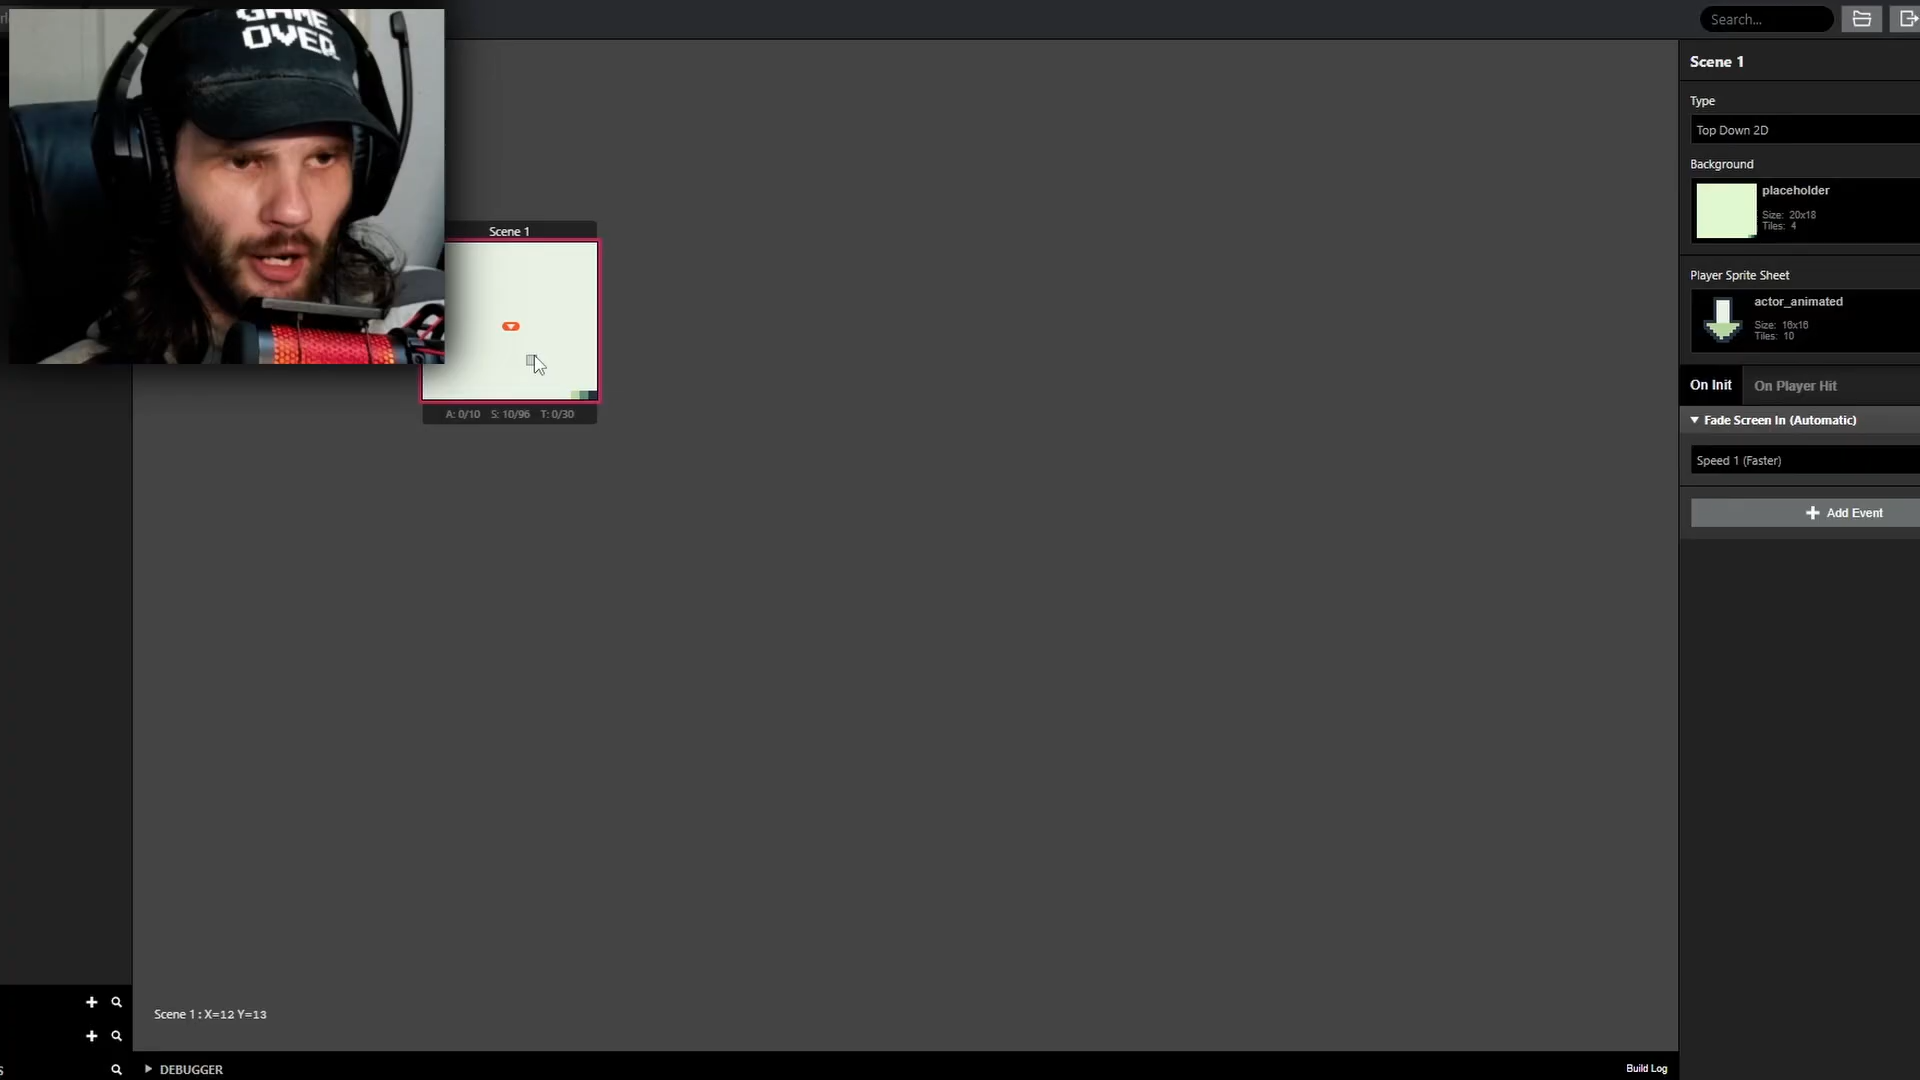 GAME
OVER
Search...
Scene 1
Type
Top Down 2D
Background
placeholder
Size: 20x18
Tiles: 4
Player Sprite Sheet
actor_animated
Size: 16x16
Tiles: 10
On Init
On Player Hit
Fade Screen In (Automatic)
Speed 1 (Faster)
Add Event
Scene 1
A: 0/10 S: 10/96 T: 0/30
Scene 1 : X=12 Y=13
DEBUGGER
Build Log